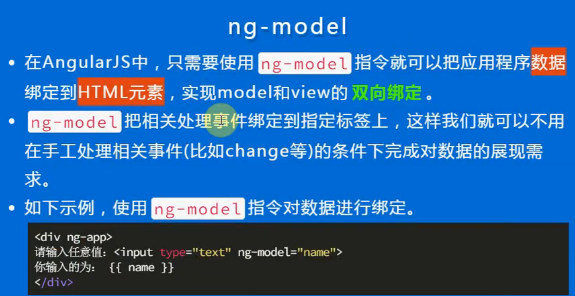 ng-model
• 在AngularJS中，只需要使用 ng-model 指令就可以把应用程序数据
绑定到HTML元素，实现model和view的 双向绑定 。
• ng-model 把相关处理事件绑定到指定标签上，这样我们就可以不用
在手工处理相关事件(比如change等)的条件下完成对数据的展现需
求。
• 如下示例，使用 ng-model 指令对数据进行绑定。
<div ng-app>
请输入任意值: <input type="text" ng-model="name">
你输入的为:  {{ name }}
</div>